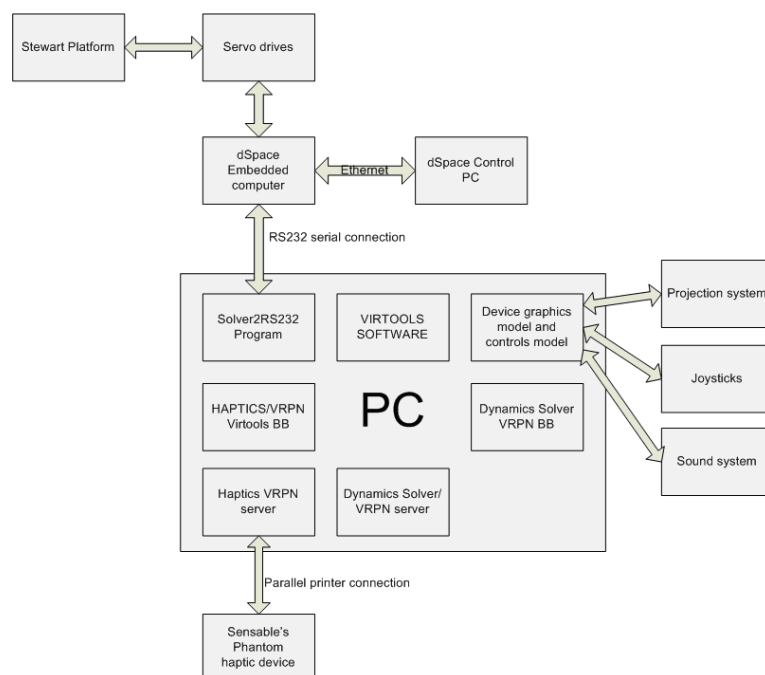 Stewart Platform
Servo drives
dSpace
Embedded
computer
Ethernet
dSpace Control
PC
RS232 serial connection
Projection system
Solver2RS232
Program
VIRTOOLS
SOFTWARE
Device graphics
model and
controls model
Joysticks
HAPTICS/VRPN
Virtools BB
PC
Dynamics Solver
VRPN BB
Sound system
Haptics VRPN
server
Dynamics Solver/
VRPN server
Parallel printer connection
Sensable's
Phantom
haptic device